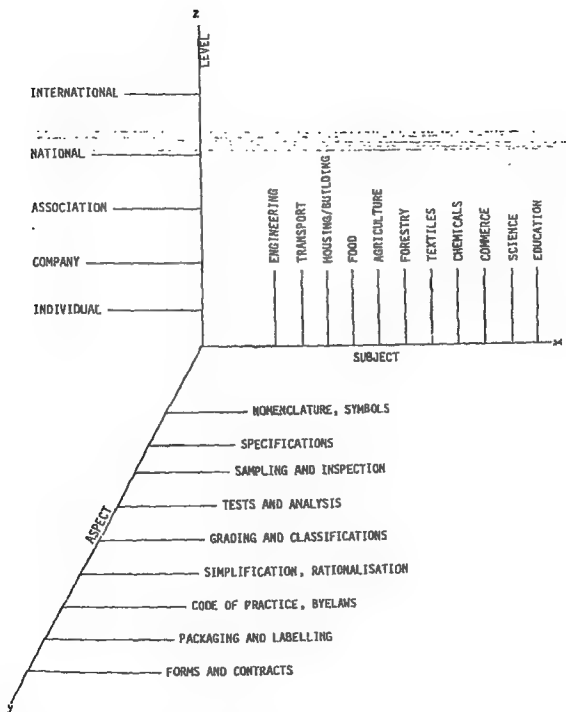 Z
LEVEL
INTERNATIONAL
NATIONAL
ASSOCIATION
COMPANY
INDIVIDUAL
ENGINEERING
TRANSPORT
HOUSING/BUILDING
FOOD
AGRICULTURE
FORESTRY
TEXTILES
CHEMICALS
COMMERCE
SCIENCE
EDUCATION
X
SUBJECT
NOMENCLATURE, SYMBOLS
SPECIFICATIONS
SAMPLING AND INSPECTION
TESTS AND ANALYSIS
ASPECT
GRADING AND CLASSIFICATIONS
SIMPLIFICATION, RATIONALISATION
CODE OF PRACTICE, BYELAWS
PACKAGING AND LABELLING
FORMS AND CONTRACTS
Y